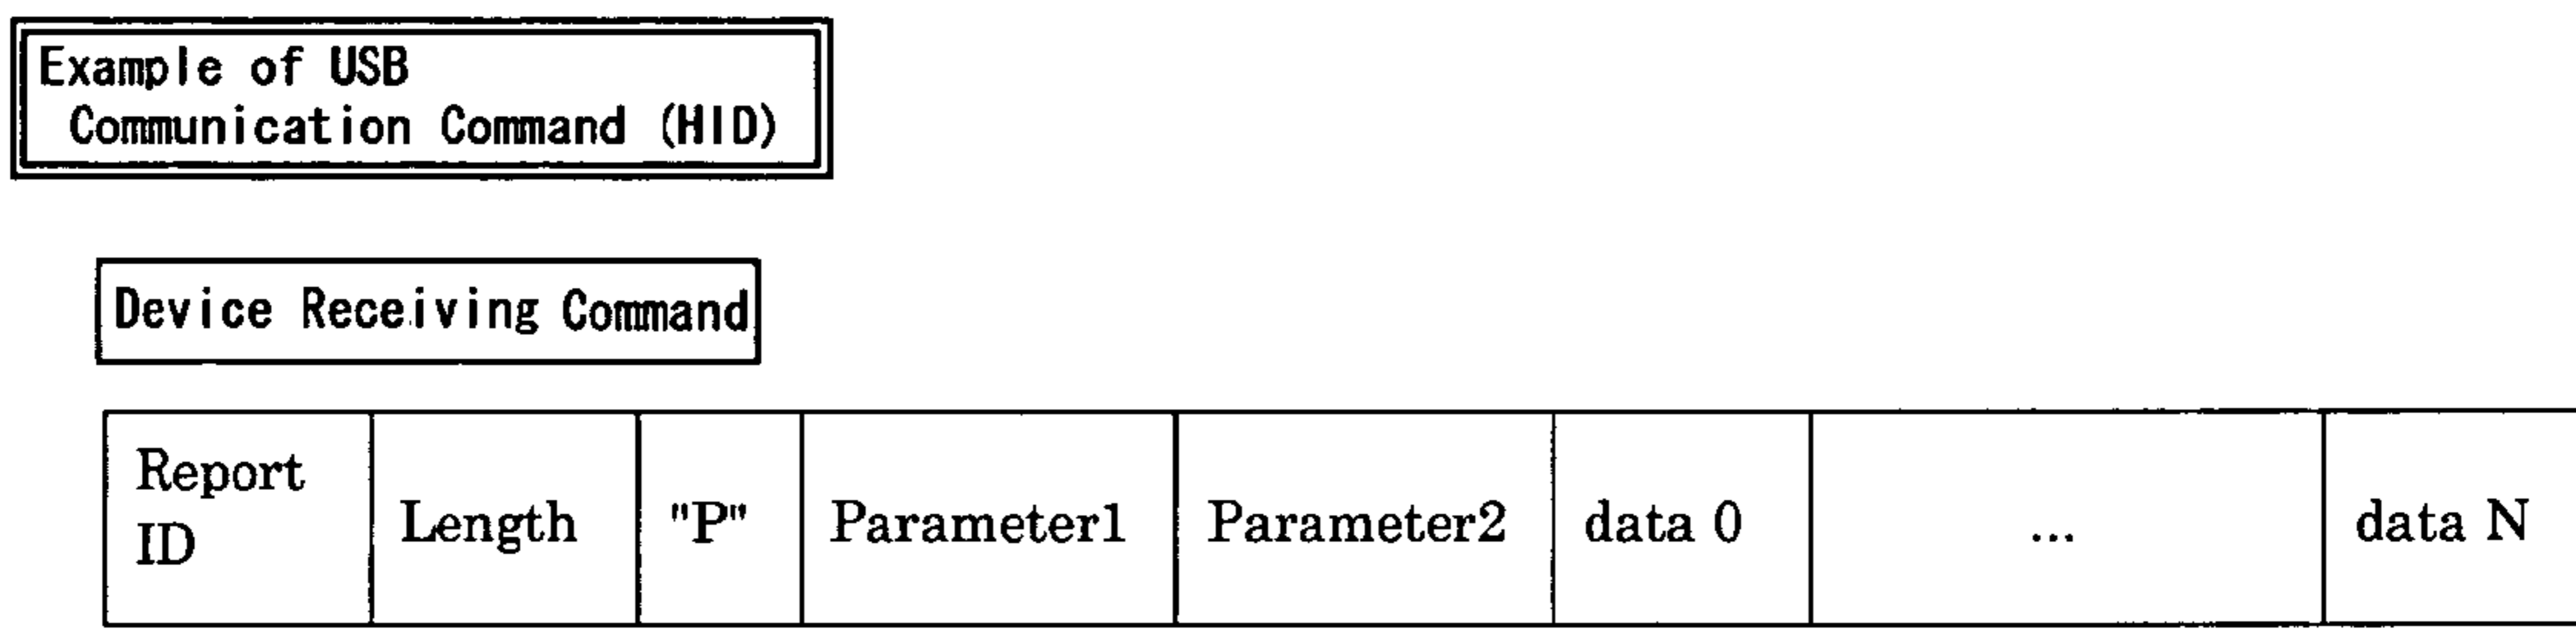 Example of USB
Communication Command (HID)
Device Receiving Command
Report
ID
Length "P" Parameter1 Parameter2 data 0 ... data N